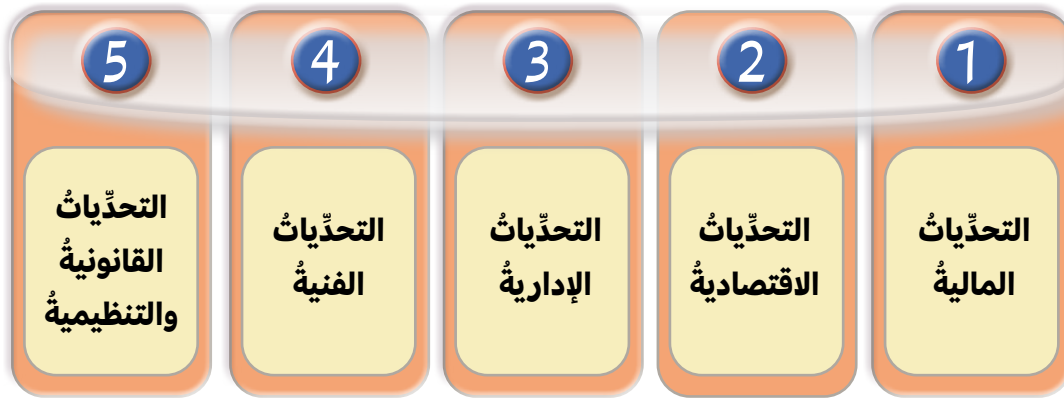 1
التحدِّياتُ
الماليةُ
2
التحدِّياتُ
الاقتصاديةُ
3
التحدِّياتُ
الإداريةُ
4
التحدِّياتُ
الفنيةُ
5
التحدِّياتُ
القانونيةُ
والتنظيميةُ